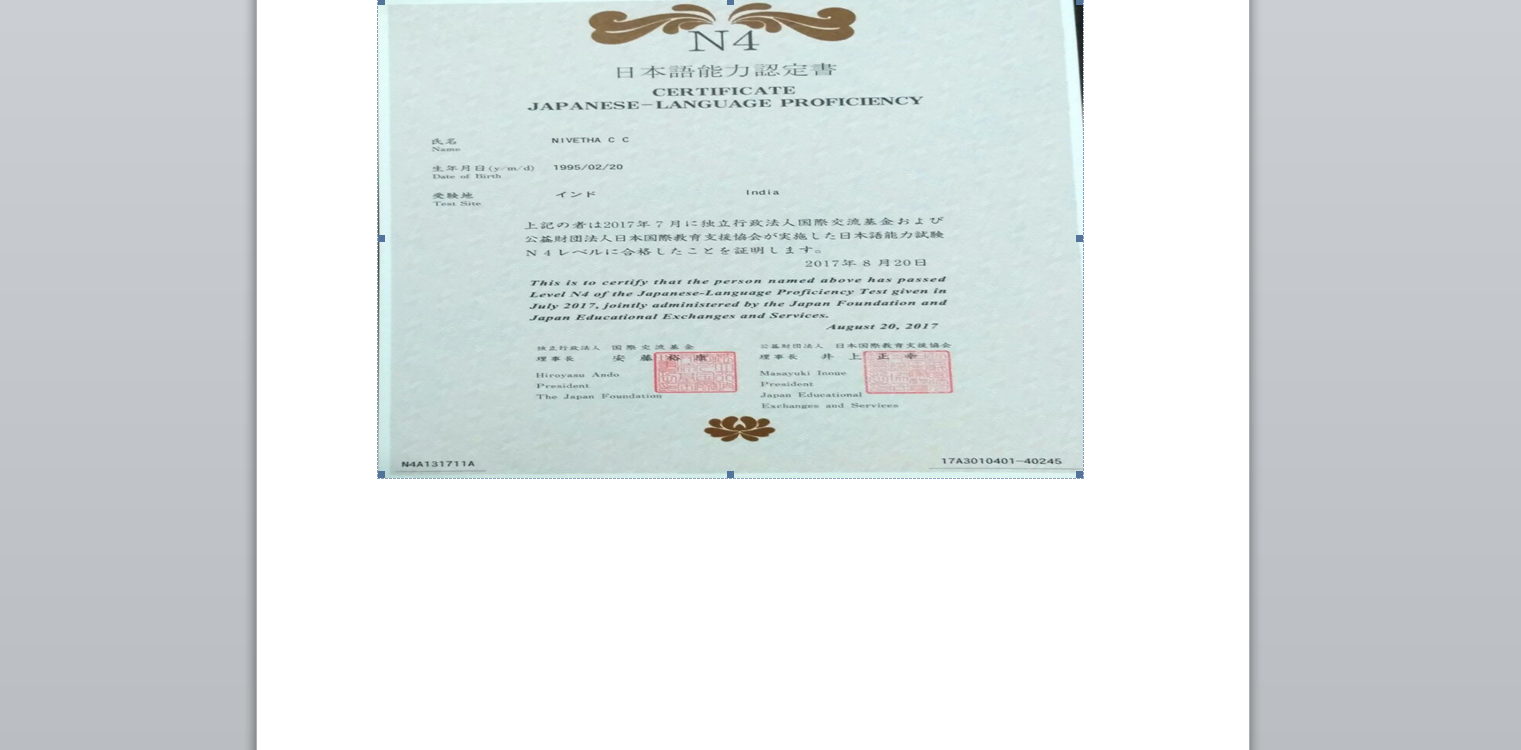 N4
日本語能力認定書
CERTIFICATE
JAPANESE-LANGUAGE PROFICIENCY
氏名 NIVETHA C C
Name
生年月日(y/m/d) 1995/02/20
Date of Birth
受験地 インド India
Test Site
上記の者は2017年 7 月に独立行政法人国際交流基金および
公益財団法人日本国際教育支援協会が実施した日本語能力試験
N 4 レベルに合格したことを証明します。
2017年 8 月20日
This is to certify that the person named above has passed
Level N4 of the Japanese-Language Proficiency Test given in
July 2017, jointly administered by the Japan Foundation and
Japan Educational Exchanges and Services.
August 20, 2017
独立行政法人 国際交流基金
理事長 安藤裕康
Hiroyasu Ando
President
The Japan Foundation
公益財団法人 日本国際教育支援協会
理事長 井上正幸
Masayuki Inoue
President
Japan Educational
Exchanges and Services
N4A131711A
17A3010401-40245